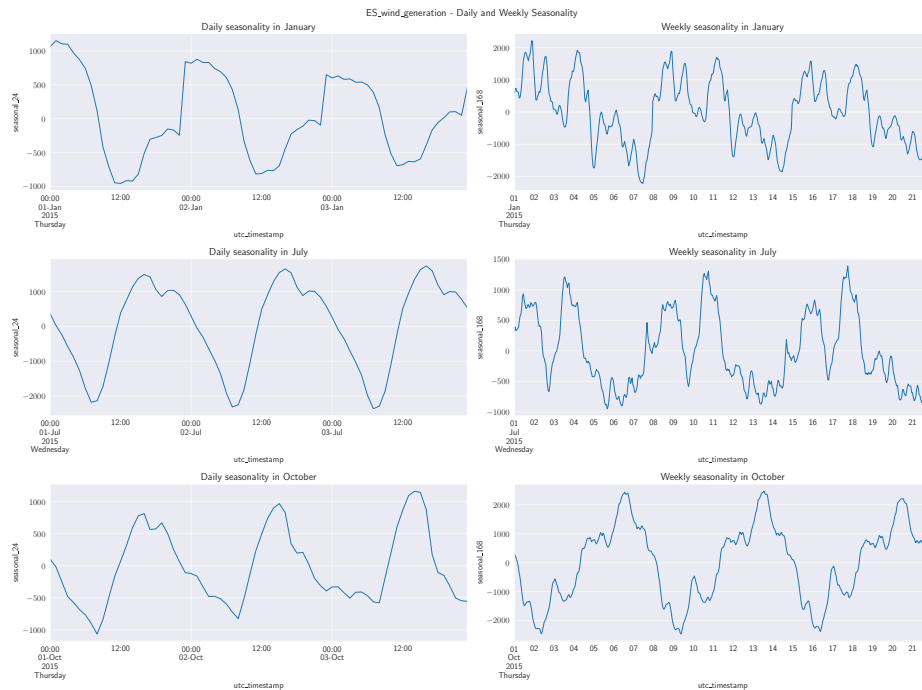 ES_wind_generation - Daily and Weekly Seasonality
Daily seasonality in January
seasonal_24
1000
500
0
−500
−1000
00:00 12:00 00:00 12:00 00:00 12:00
01-Jan 02-Jan 03-Jan
2015
Thursday
utc_timestamp
Weekly seasonality in January
seasonal_168
2000
1000
0
−1000
−2000
01 02 03 04 05 06 07 08 09 10 11 12 13 14 15 16 17 18 19 20 21
Jan
2015
Thursday
utc_timestamp
Daily seasonality in July
seasonal_24
1000
0
−1000
−2000
00:00 12:00 00:00 12:00 00:00 12:00
01-Jul 02-Jul 03-Jul
2015
Wednesday
utc_timestamp
Weekly seasonality in July
seasonal_168
1500
1000
500
0
−500
−1000
01 02 03 04 05 06 07 08 09 10 11 12 13 14 15 16 17 18 19 20 21
Jul
2015
Wednesday
utc_timestamp
Daily seasonality in October
seasonal_24
1000
500
0
−500
−1000
00:00 12:00 00:00 12:00 00:00 12:00
01-Oct 02-Oct 03-Oct
2015
Thursday
utc_timestamp
Weekly seasonality in October
seasonal_168
2000
1000
0
−1000
−2000
01 02 03 04 05 06 07 08 09 10 11 12 13 14 15 16 17 18 19 20 21
Oct
2015
Thursday
utc_timestamp